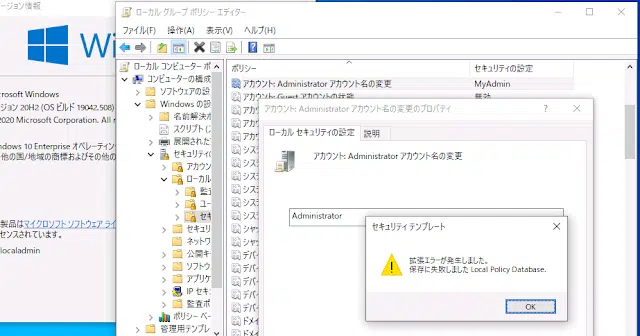 ージョン情報
Wi
crosoft Windows
ージョン 20H2 (OS ビルド 19042.508)
2020 Microsoft Corporation. All r
indows 10 Enterprise オペレーティン
他の国/地域の商標およびその他の
製品はマイクロソフト ソフトウェア ライ
センスされています。
localadmin
ローカル グループ ポリシー エディター
ファイル(F) 操作(A) 表示(V) ヘルプ(H)
ローカル コンピューター ポ
コンピューターの構成
ソフトウェアの設
Windows の設
名前解決ポ
スクリプト (ス
展開された
セキュリティの
アカウン
ローカル
監査
ユー
セキ
セキュリ
ネットワ
公開キ
ソフトウ
アプリケ
IP セキ
監査ポ
ポリシー ベー
管理用テンプレ
ポリシー セキュリティの設定
アカウント: Administrator アカウント名の変更 MyAdmin
アカウント: Guest アカウントの状態 無効
アカウント: Administrator アカウント名の変更のプロパティ
ローカル セキュリティの設定 説明
アカウント: Administrator アカウント名の変更
Administrator
セキュリティ テンプレート
拡張エラーが発生しました。
保存に失敗しました Local Policy Database.
OK